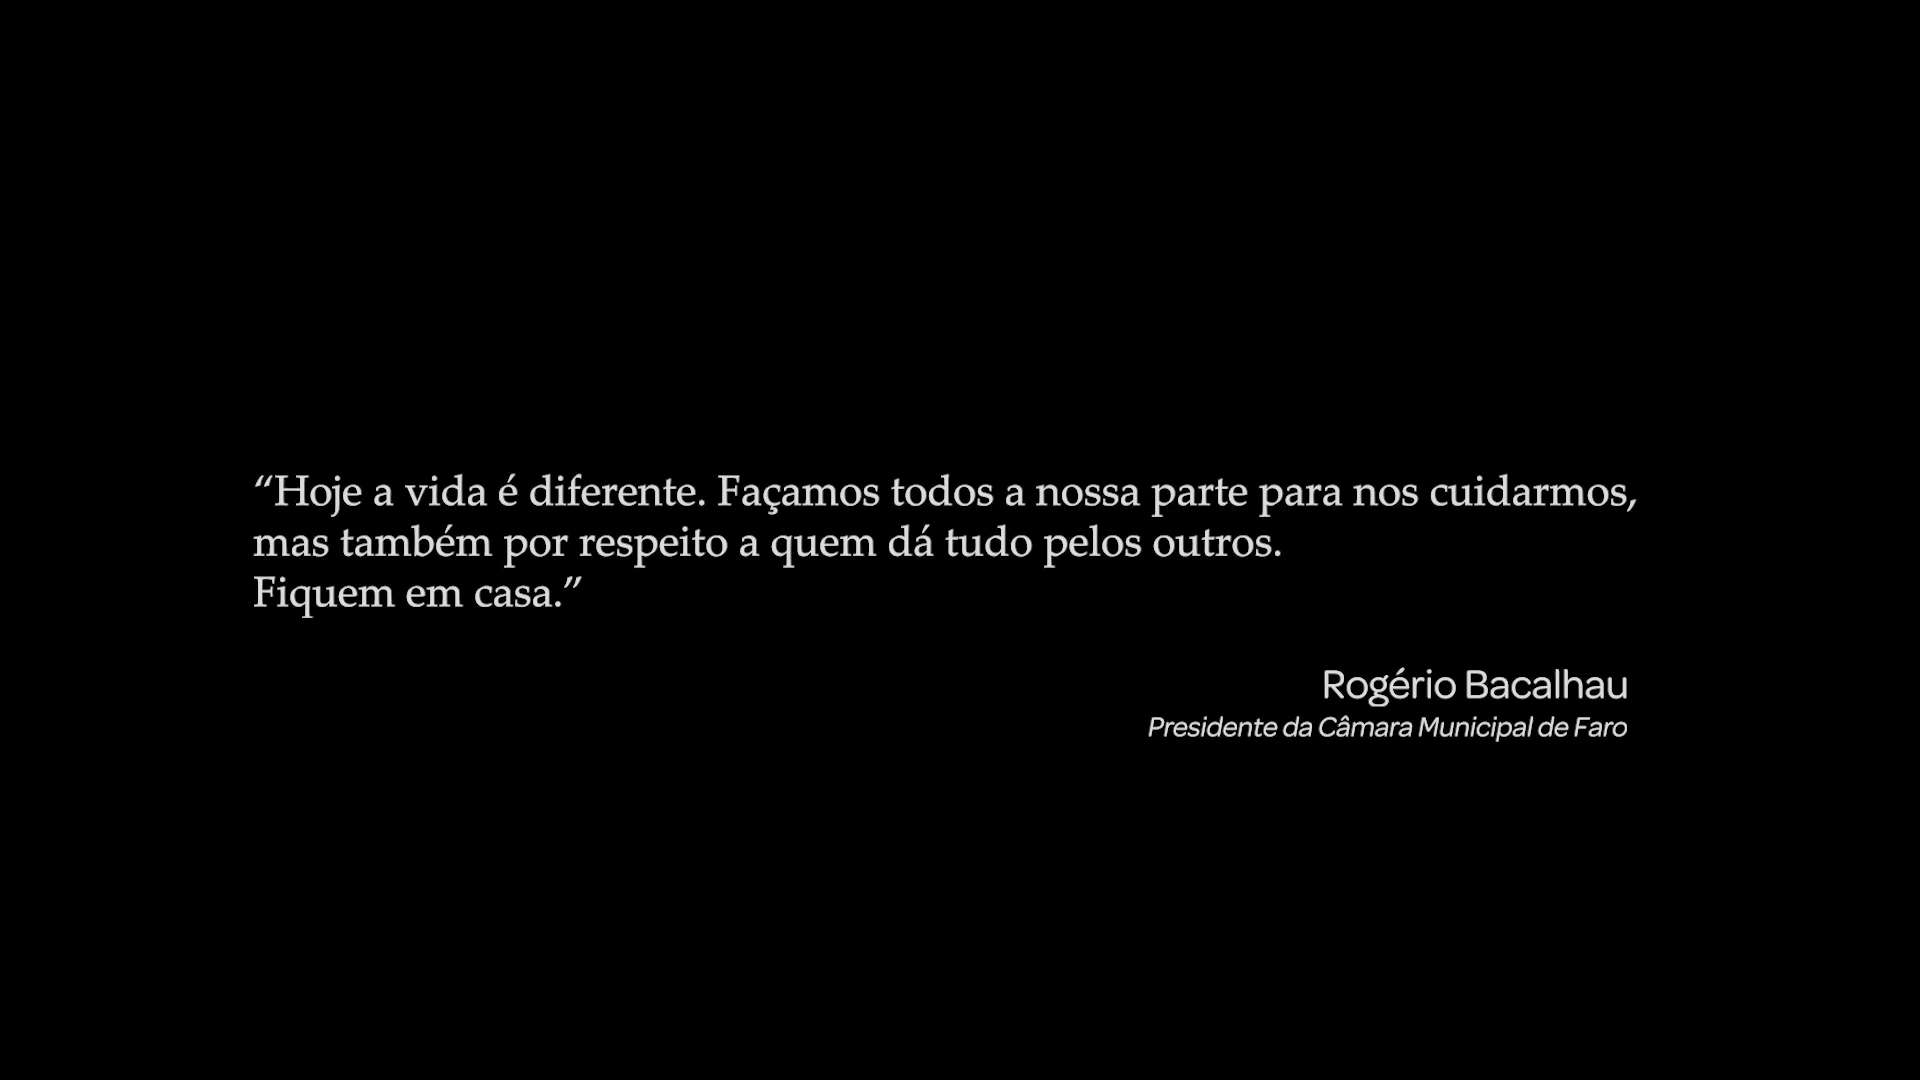 “Hoje a vida é diferente. Façamos todos a nossa parte para nos cuidarmos,
mas também por respeito a quem dá tudo pelos outros.
Fiquem em casa.”
Rogério Bacalhau
Presidente da Câmara Municipal de Faro